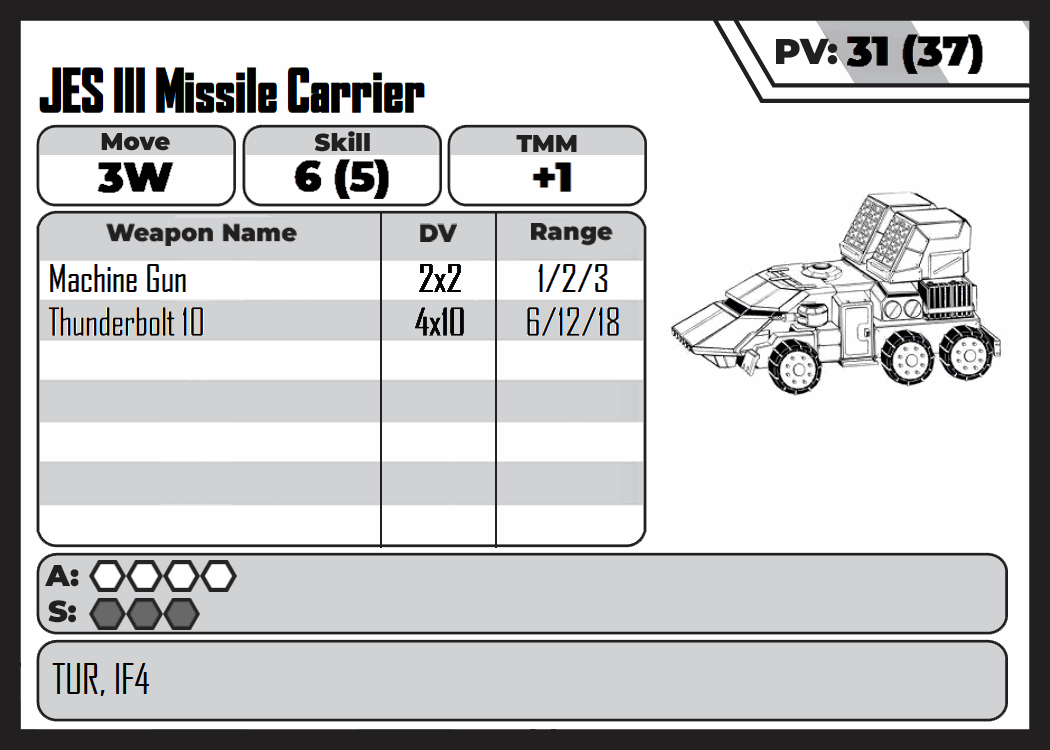 PV: 31 (37)
JES III Missile Carrier
Move Skill TMM
3W 6 (5) +1
Weapon Name DV Range
Machine Gun 2x2 1/2/3
Thunderbolt 10 4x10 6/12/18
A:
S:
TUR, IF4